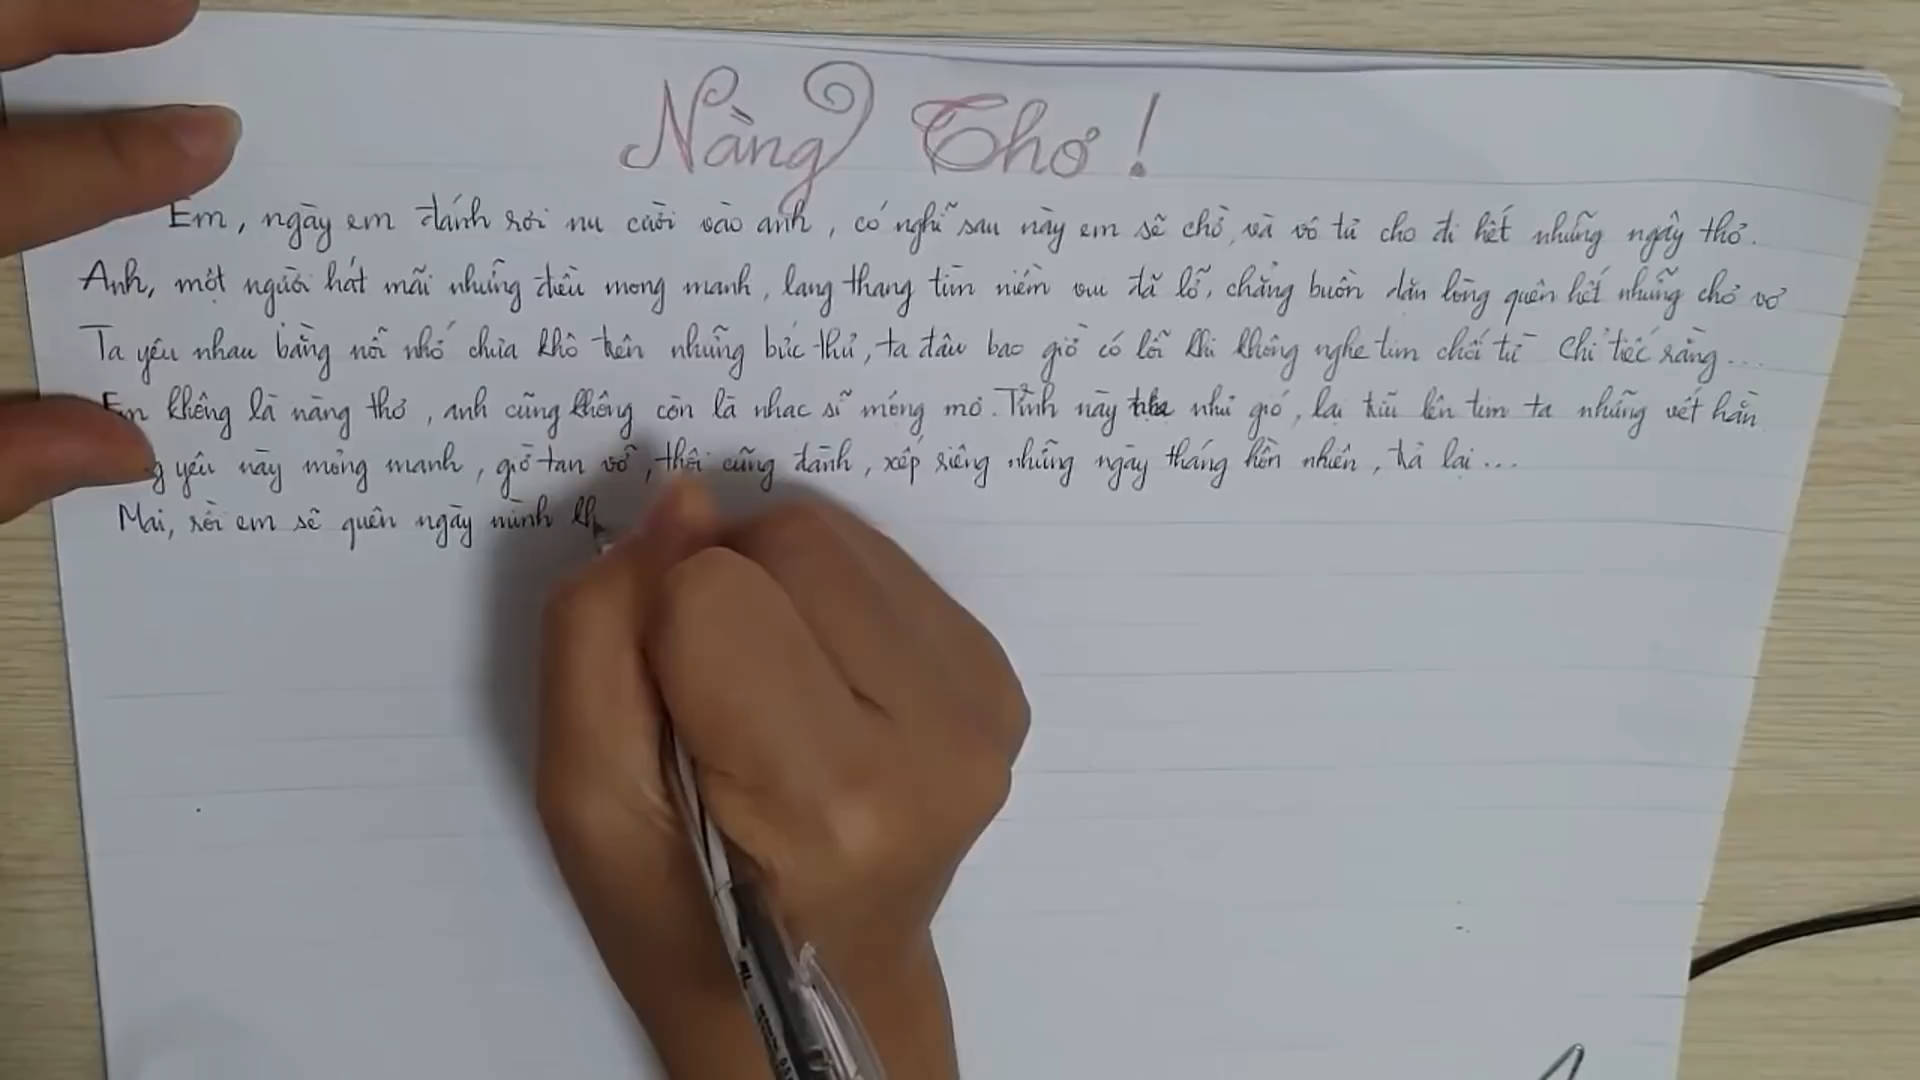 Nàng Thơ !
Em, ngày em đánh rơi nụ cười vào anh, có nghĩ sau này em sẽ chờ, và vô tư cho đi hết những ngày thơ.
Anh, một người hát mãi những điều mong manh, lang thang tìm niềm vui đã lỡ, chẳng buồn dặn lòng quên hết những chơ vơ
Ta yêu nhau bằng nỗi nhớ chưa khô trên những bức thư, ta đâu bao giờ có lỗi khi không nghe tim chối từ Chỉ tiếc rằng...
Em không là nàng thơ, anh cũng không còn là nhạc sĩ mộng mơ. Tình này như gió, lại trĩu lên tim ta những vết hằn
yêu này mỏng manh, giờ tan vỡ, thôi cũng đành, xếp riêng những ngày tháng hồn nhiên, trả lại...
Mai, rồi em sẽ quên ngày mình kh